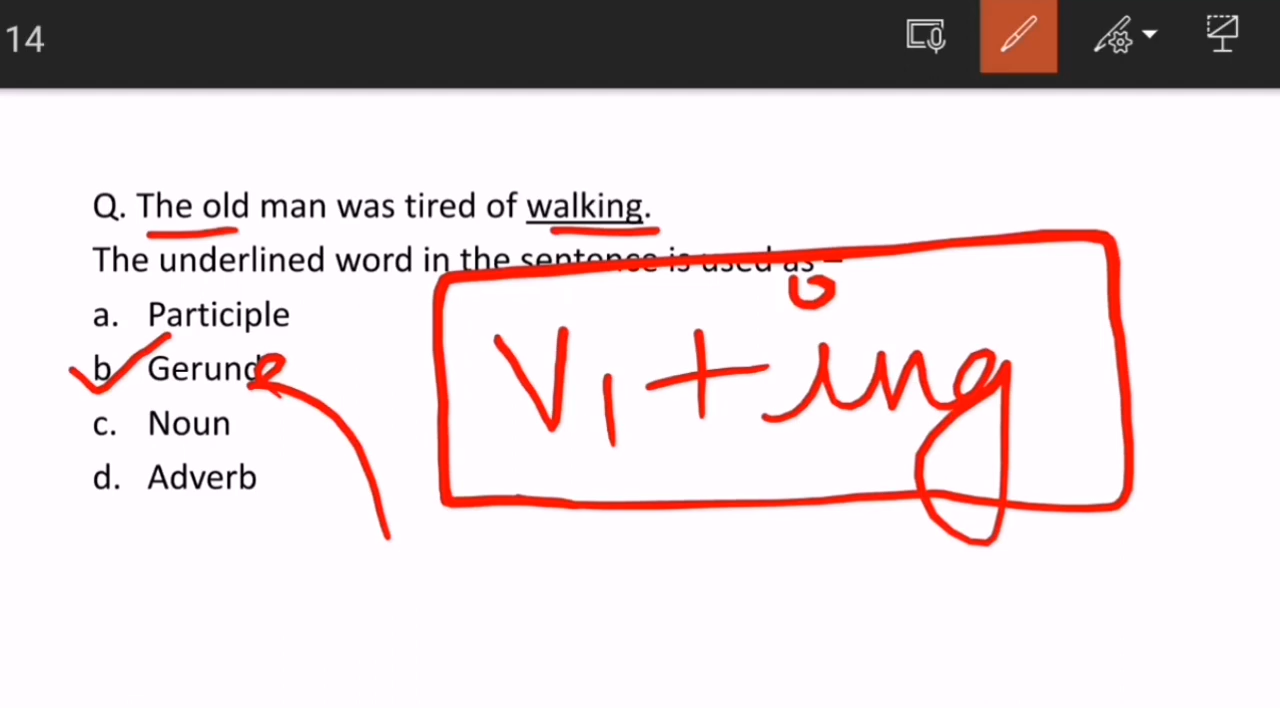 14
Q. The old man was tired of walking.
The underlined word in the sentence is used as –
a. Participle
b. Gerund
c. Noun
d. Adverb
V1 + ing